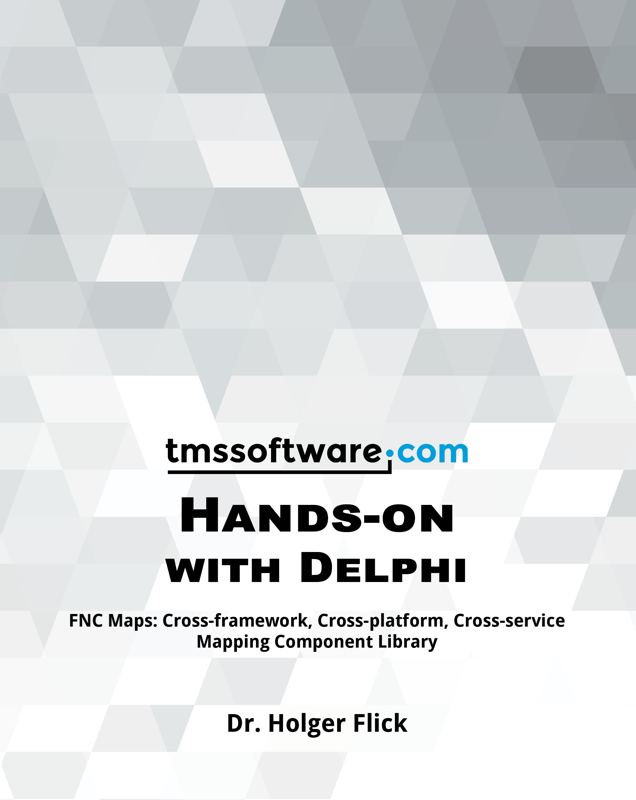 tmssoftware.com
HANDS-ON
WITH DELPHI
FNC Maps: Cross-framework, Cross-platform, Cross-service
Mapping Component Library
Dr. Holger Flick